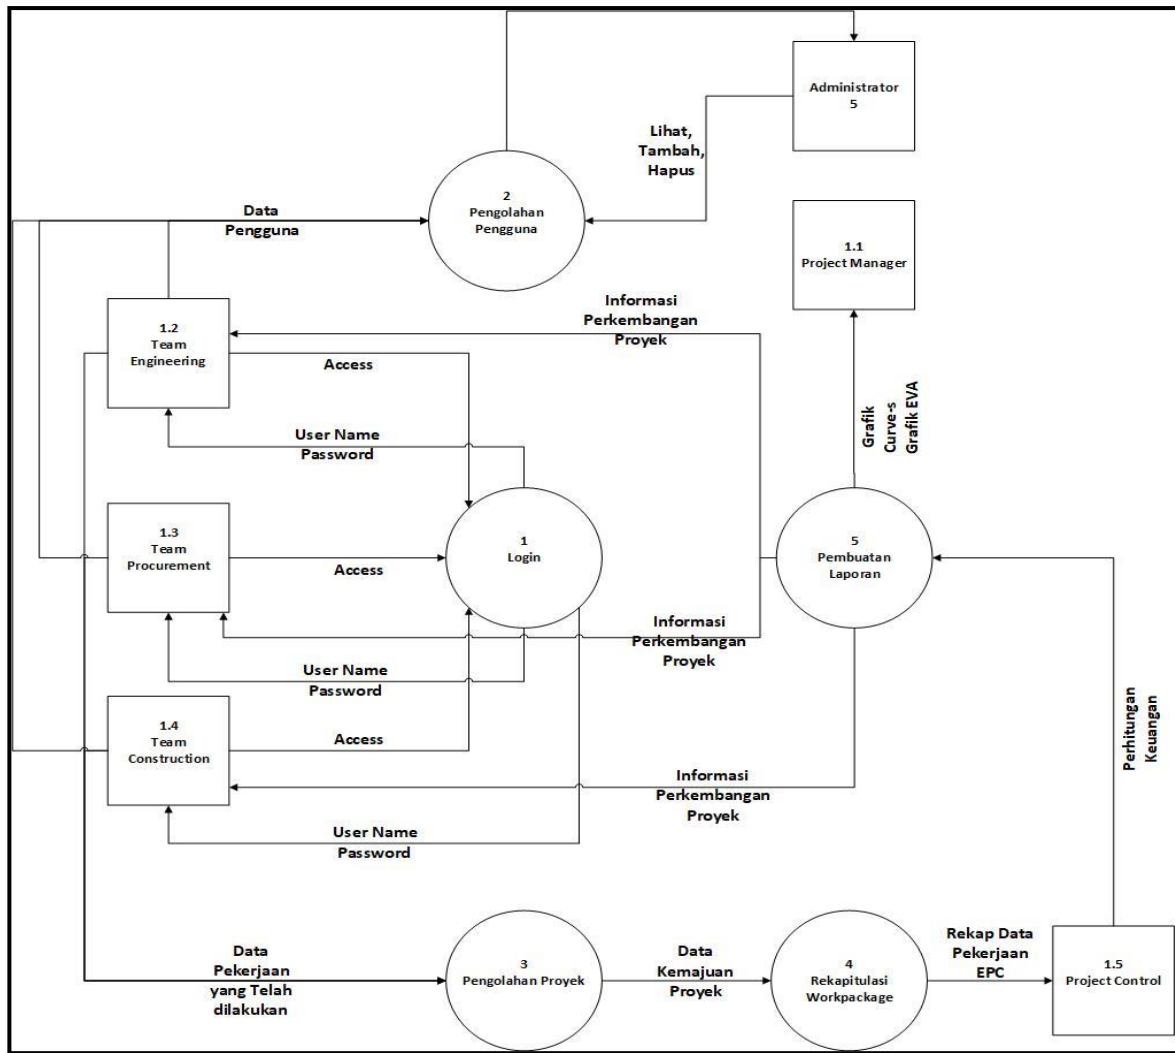 Administrator
5
Lihat,
Tambah,
Hapus
2
Pengolahan
Pengguna
Data
Pengguna
1.1
Project Manager
Informasi
Perkembangan
Proyek
1.2
Team
Engineering
Access
User Name
Password
Grafik
Curve-s
Grafik EVA
1.3
Team
Procurement
Access
1
Login
5
Pembuatan
Laporan
Informasi
Perkembangan
Proyek
User Name
Password
1.4
Team
Construction
Access
Perhitungan
Keuangan
Informasi
Perkembangan
Proyek
User Name
Password
Data
Pekerjaan
yang Telah
dilakukan
3
Pengolahan Proyek
Data
Kemajuan
Proyek
4
Rekapitulasi
Workpackage
Rekap Data
Pekerjaan
EPC
1.5
Project Control